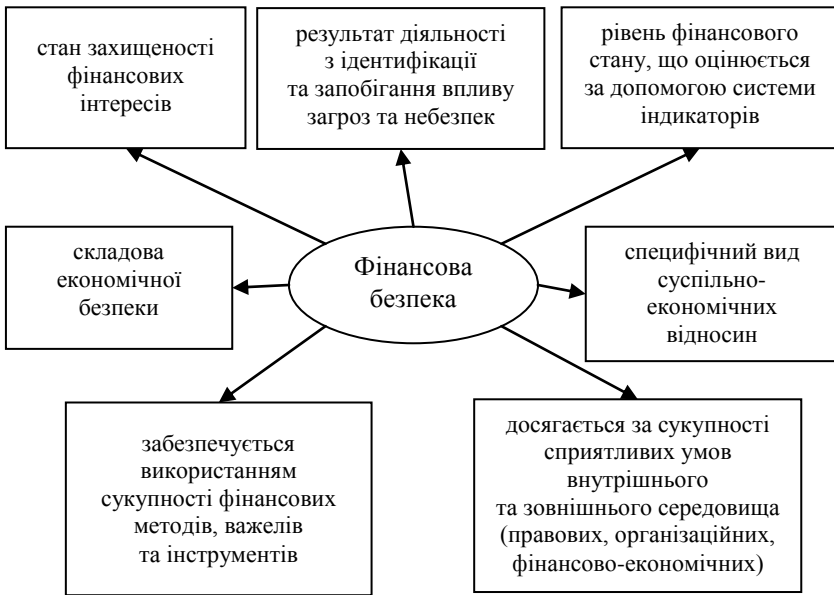 стан захищеності
фінансових
інтересів
результат діяльності
з ідентифікації
та запобігання впливу
загроз та небезпек
рівень фінансового
стану, що оцінюється
за допомогою системи
індикаторів
складова
економічної
безпеки
Фінансова
безпека
специфічний вид
суспільно-
економічних
відносин
забезпечується
використанням
сукупності фінансових
методів, важелів
та інструментів
досягається за сукупності
сприятливих умов
внутрішнього
та зовнішнього середовища
(правових, організаційних,
фінансово-економічних)